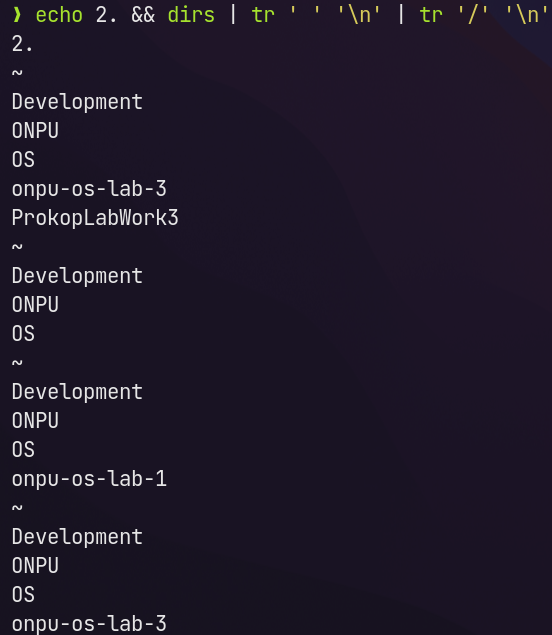 ❯ echo 2. && dirs | tr ' ' '\n' | tr '/' '\n'
2.
~
Development
ONPU
OS
onpu-os-lab-3
ProkopLabWork3
~
Development
ONPU
OS
~
Development
ONPU
OS
onpu-os-lab-1
~
Development
ONPU
OS
onpu-os-lab-3